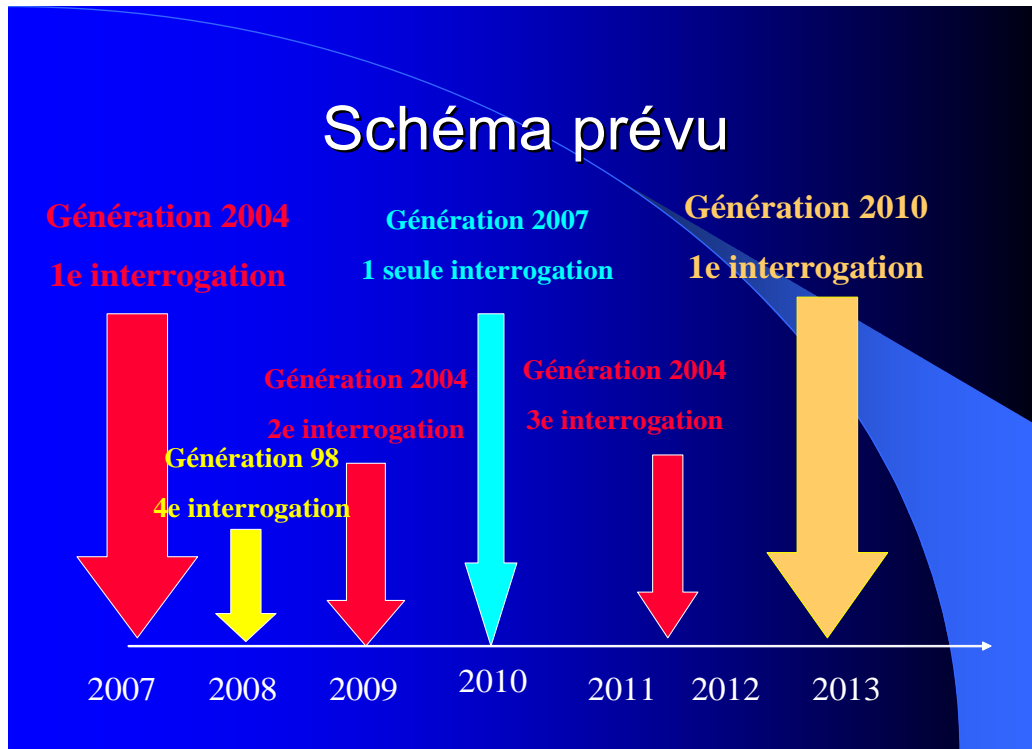 Schéma prévu
Génération 2004
1e interrogation
Génération 2007
1 seule interrogation
Génération 2010
1e interrogation
Génération 2004
2e interrogation
Génération 2004
3e interrogation
Génération 98
4e interrogation
2007 2008 2009 2010 2011 2012 2013